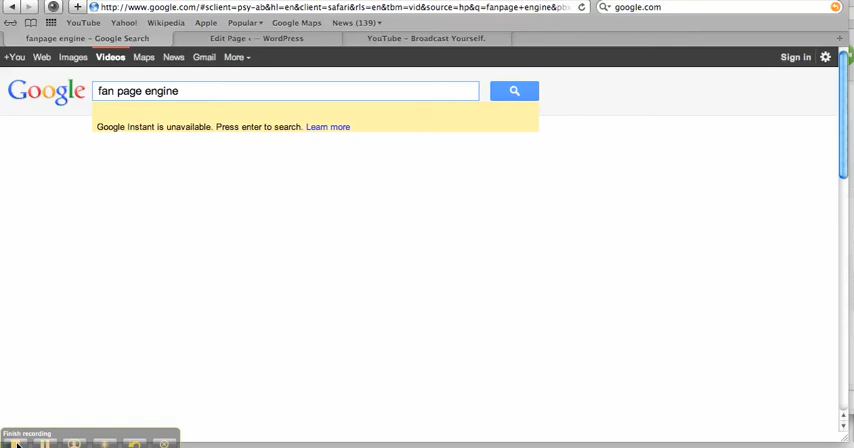 http://www.google.com/#sclient=psy-ab&hl=en&client=safari&rls=en&tbm=vid&source=hp&q=fanpage+engine&pbx
google.com
YouTube Yahoo! Wikipedia Apple Popular Google Maps News (139)
fanpage engine – Google Search
Edit Page ‹ — WordPress
YouTube – Broadcast Yourself.
+You Web Images Videos Maps News Gmail More
Sign in
Google
fan page engine
Google Instant is unavailable. Press enter to search. Learn more
Finish recording